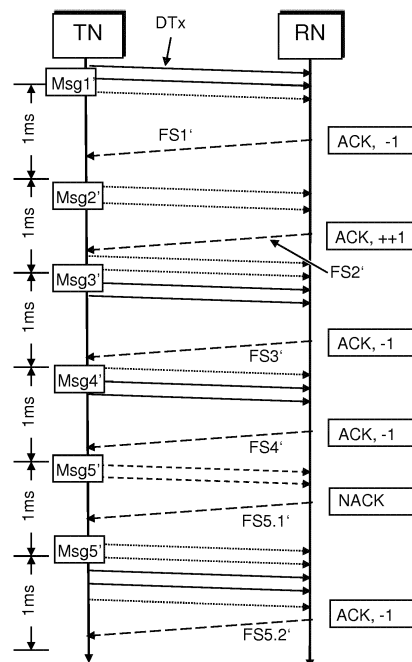 TN
RN
DTx
Msg1'
1ms
FS1'
ACK, -1
Msg2'
1ms
ACK, ++1
FS2'
Msg3'
1ms
FS3'
ACK, -1
Msg4'
1ms
FS4'
ACK, -1
Msg5'
1ms
FS5.1'
NACK
Msg5'
1ms
FS5.2'
ACK, -1